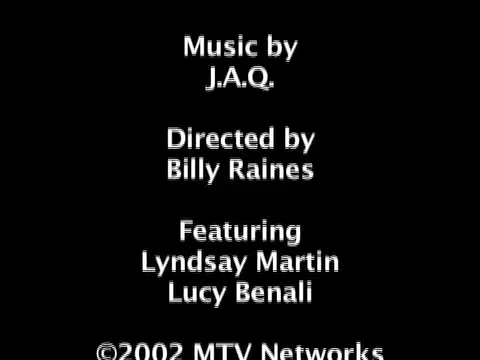 Music by
J.A.Q.
Directed by
Billy Raines
Featuring
Lyndsay Martin
Lucy Benali
©2002 MTV Networks